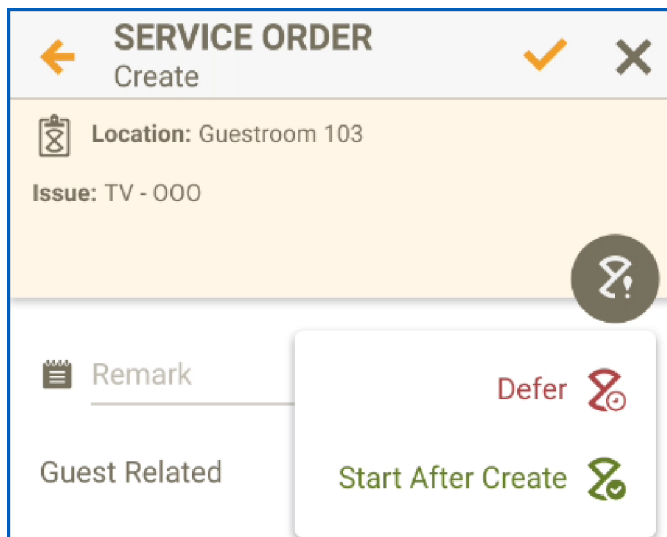 SERVICE ORDER
Create
Location: Guestroom 103
Issue: TV - OOO
Remark
Defer
Guest Related
Start After Create